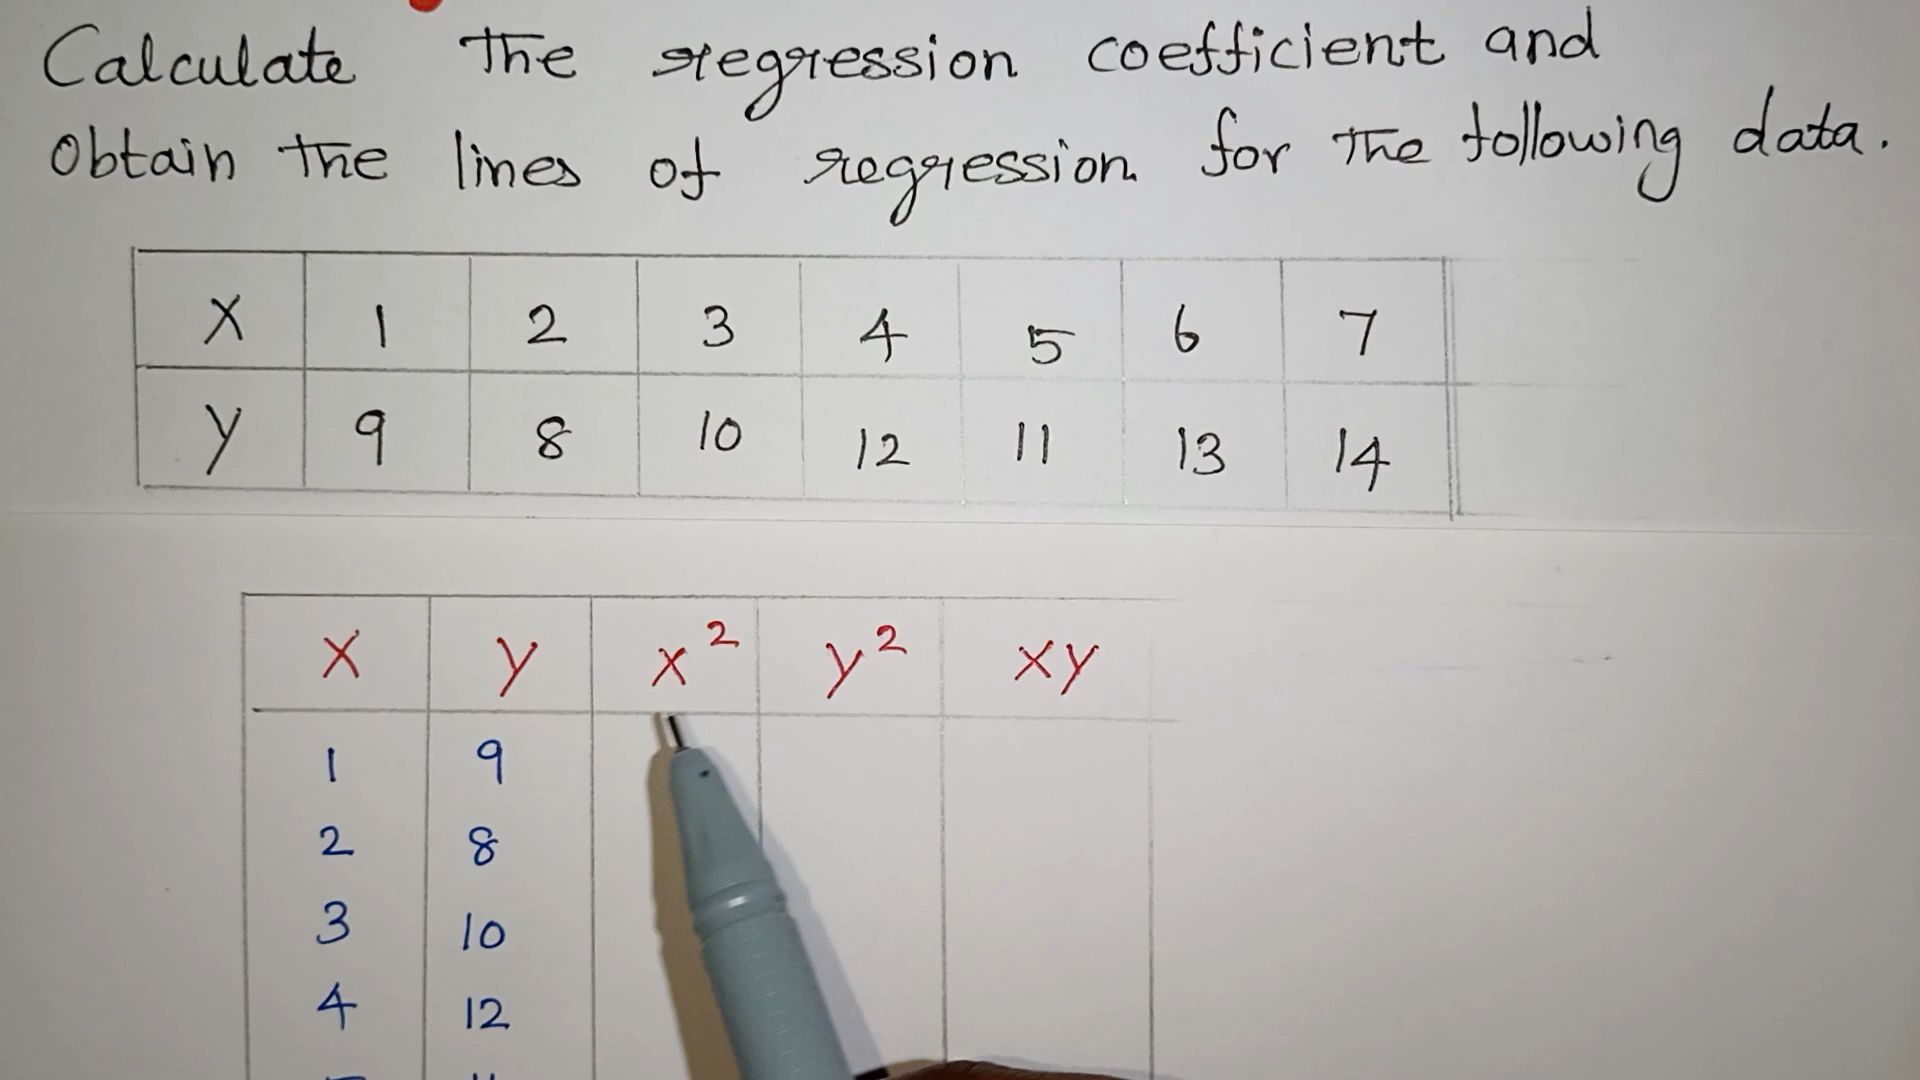 Calculate the regression coefficient and
obtain the lines of regression for the following data.
X 1 2 3 4 5 6 7
Y 9 8 10 12 11 13 14
X Y X² Y² XY
1 9
2 8
3 10
4 12